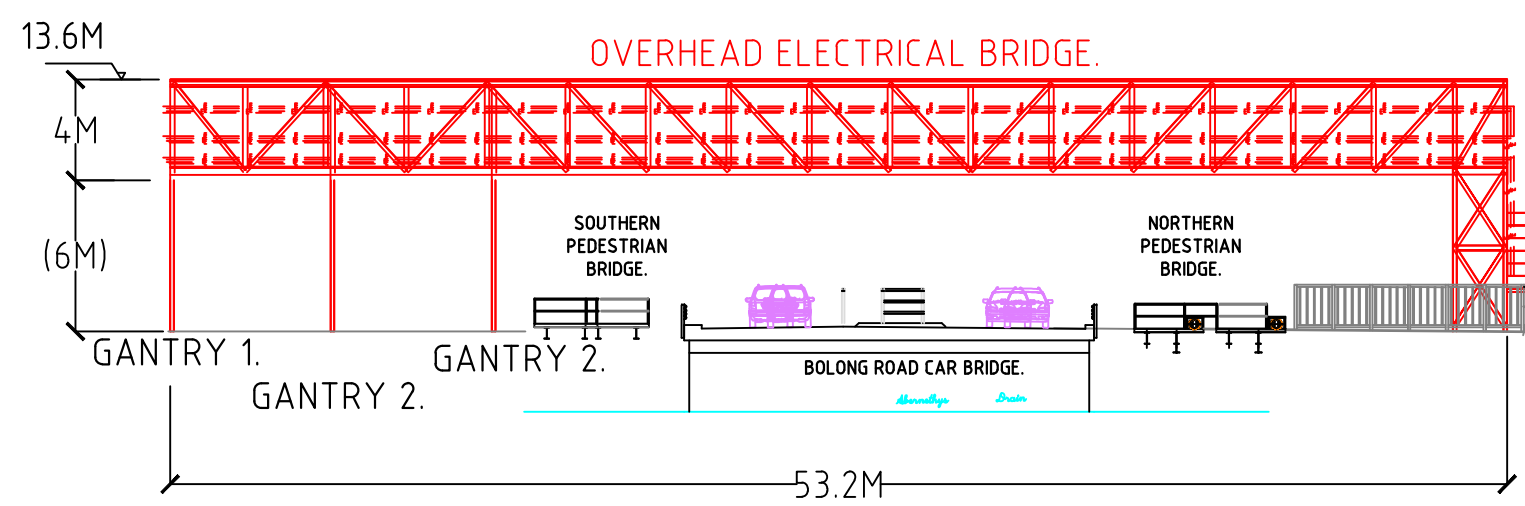 13.6M
OVERHEAD ELECTRICAL BRIDGE.
4M
(6M)
SOUTHERN
PEDESTRIAN
BRIDGE.
NORTHERN
PEDESTRIAN
BRIDGE.
GANTRY 1.
GANTRY 2.
GANTRY 2.
BOLONG ROAD CAR BRIDGE.
Abernethys Drain
53.2M